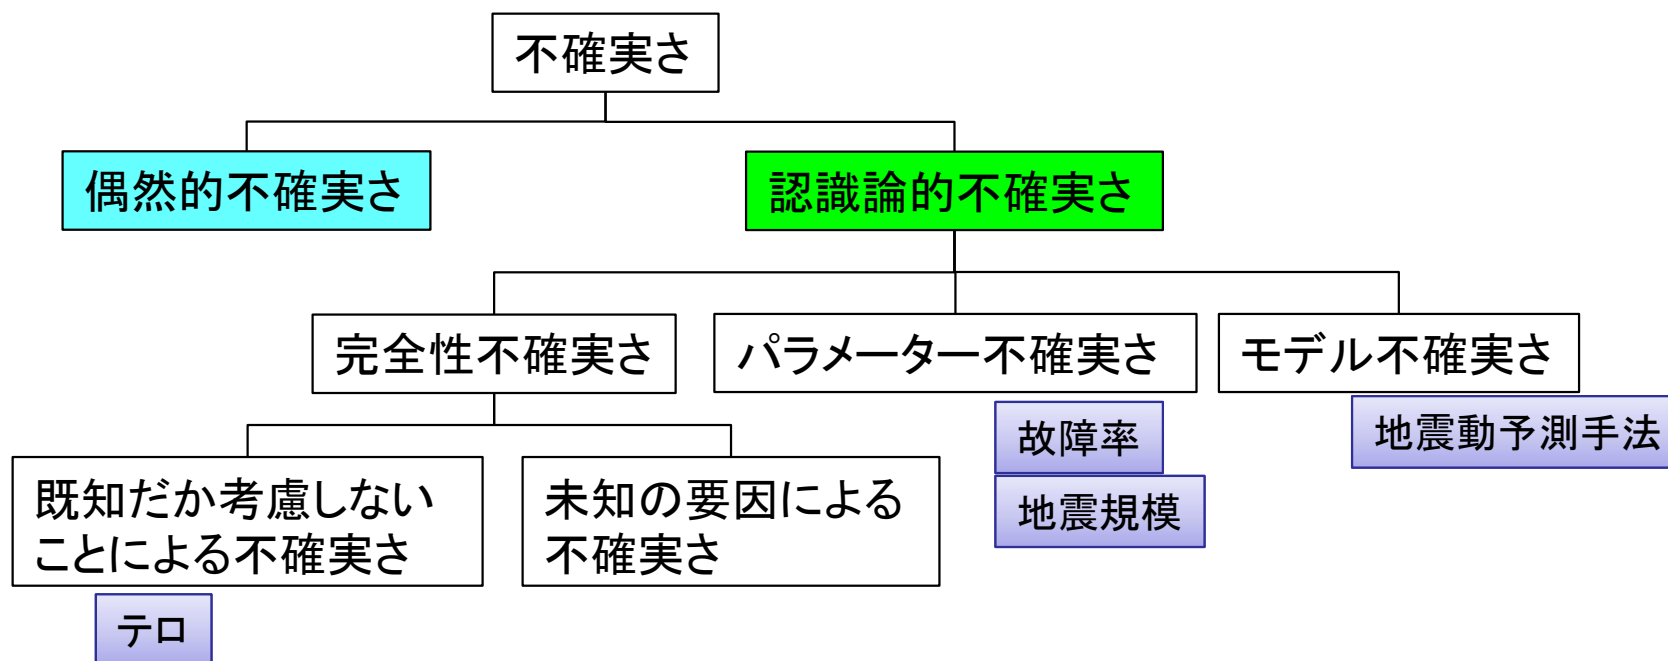 不確実さ
偶然的不確実さ
認識論的不確実さ
完全性不確実さ
パラメーター不確実さ
モデル不確実さ
故障率
地震規模
地震動予測手法
既知だか考慮しない
ことによる不確実さ
未知の要因による
不確実さ
テロ